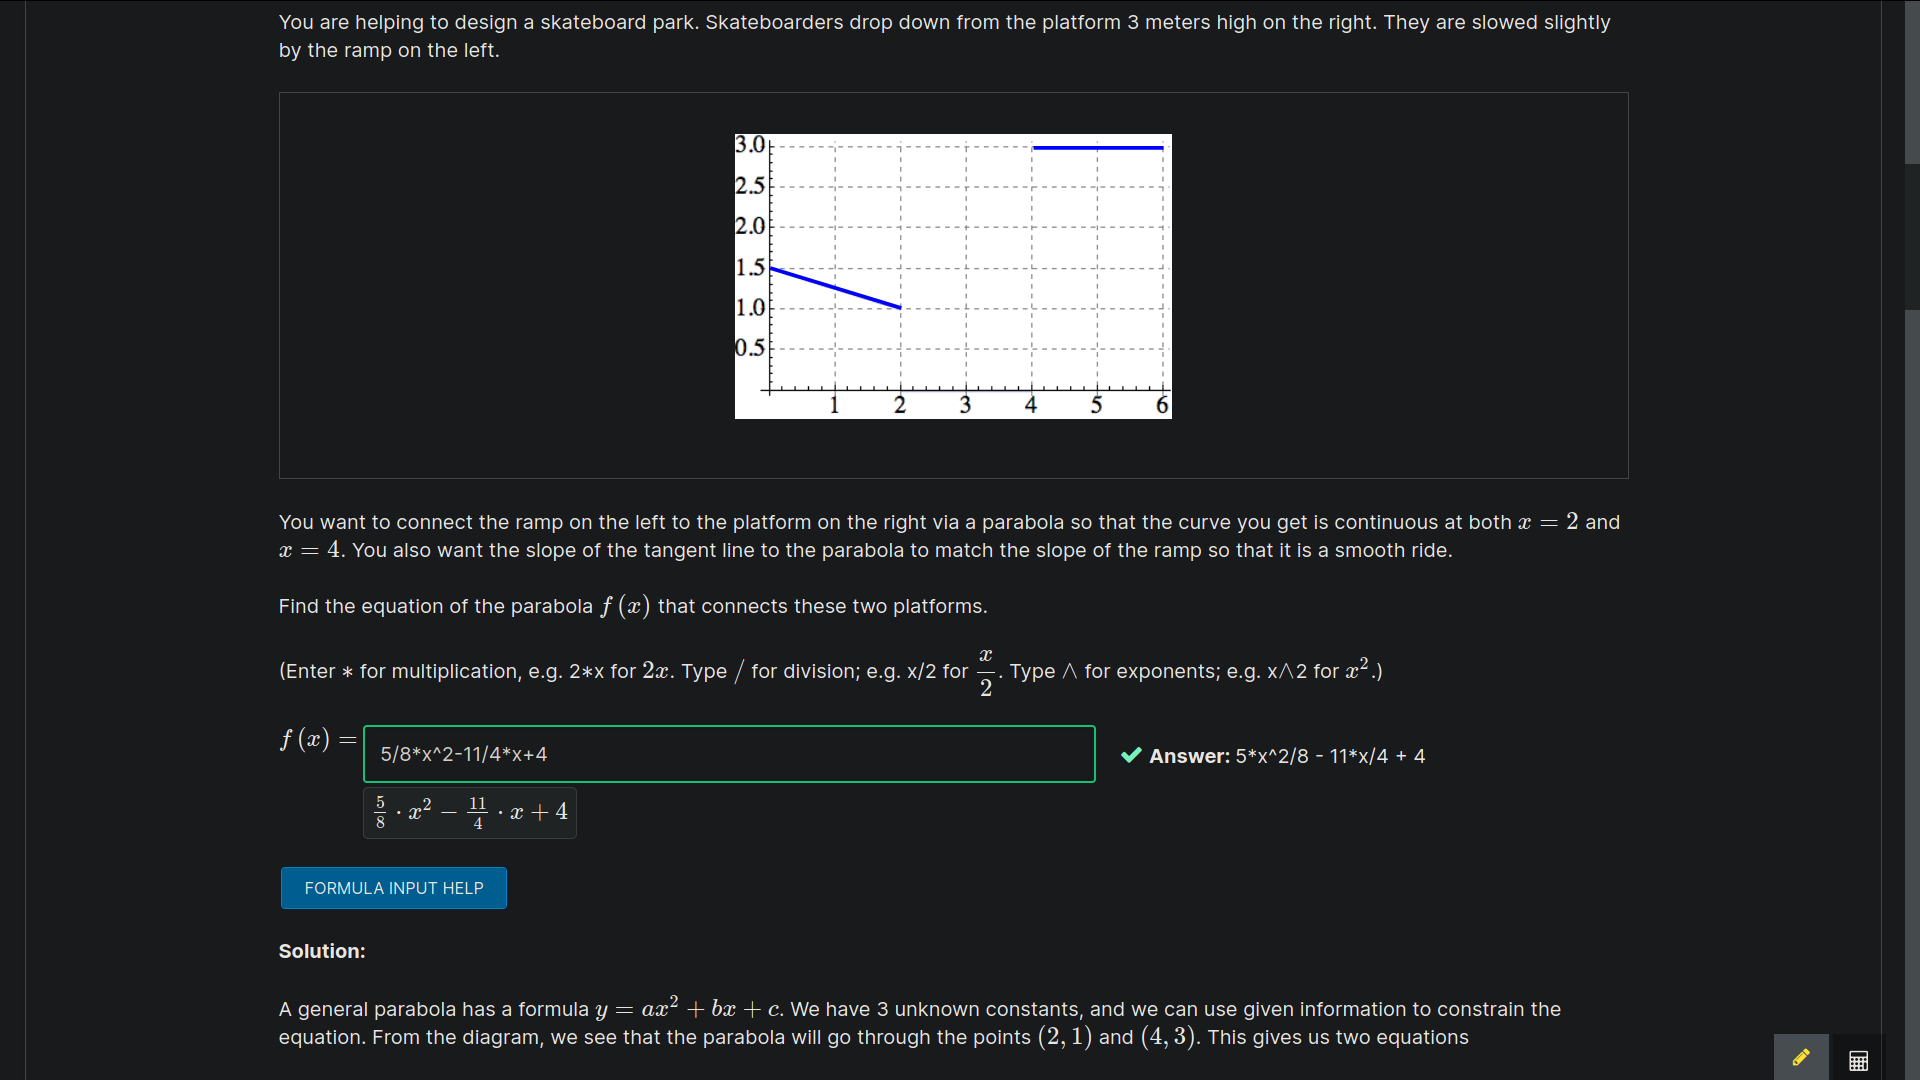 You are helping to design a skateboard park. Skateboarders drop down from the platform 3 meters high on the right. They are slowed slightly
by the ramp on the left.
3.0
2.5
2.0
1.5
1.0
0.5
1 2 3 4 5 6
You want to connect the ramp on the left to the platform on the right via a parabola so that the curve you get is continuous at both x = 2 and
x = 4. You also want the slope of the tangent line to the parabola to match the slope of the ramp so that it is a smooth ride.
Find the equation of the parabola f (x) that connects these two platforms.
(Enter * for multiplication, e.g. 2*x for 2x. Type / for division; e.g. x/2 for x/2. Type ∧ for exponents; e.g. x∧2 for x².)
f (x) = 5/8*x^2-11/4*x+4 ✔ Answer: 5*x^2/8 - 11*x/4 + 4
5/8 · x² − 11/4 · x + 4
FORMULA INPUT HELP
Solution:
A general parabola has a formula y = ax² + bx + c. We have 3 unknown constants, and we can use given information to constrain the
equation. From the diagram, we see that the parabola will go through the points (2, 1) and (4, 3). This gives us two equations